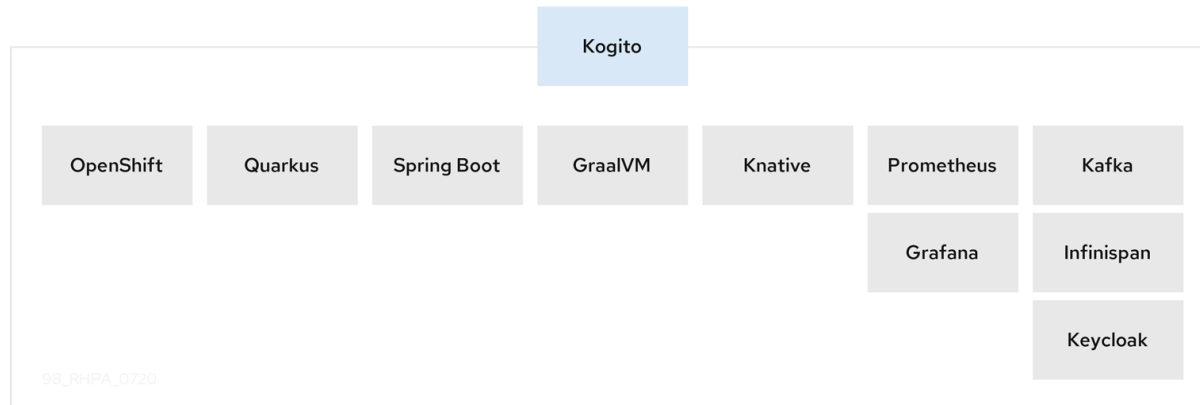 Kogito
OpenShift
Quarkus
Spring Boot
GraalVM
Knative
Prometheus
Kafka
Grafana
Infinispan
Keycloak
98_RHPA_0720